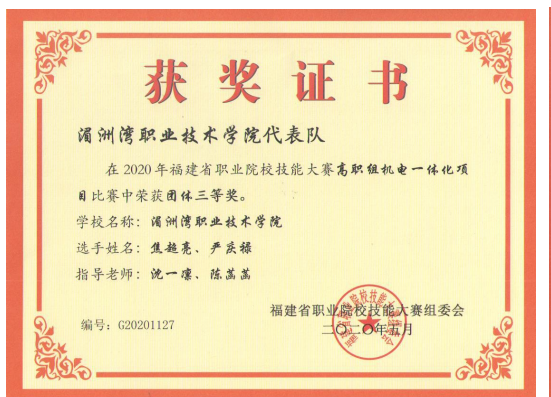 获奖证书
湄洲湾职业技术学院代表队
在2020年福建省职业院校技能大赛高职组机电一体化项
目比赛中荣获团体三等奖。
学校名称：湄洲湾职业技术学院
选手姓名：焦超亮、严庆禄
指导老师：沈一凛、陈菡菡
福建省职业院校技能大赛组委会
二〇二〇年五月
编号：G20201127